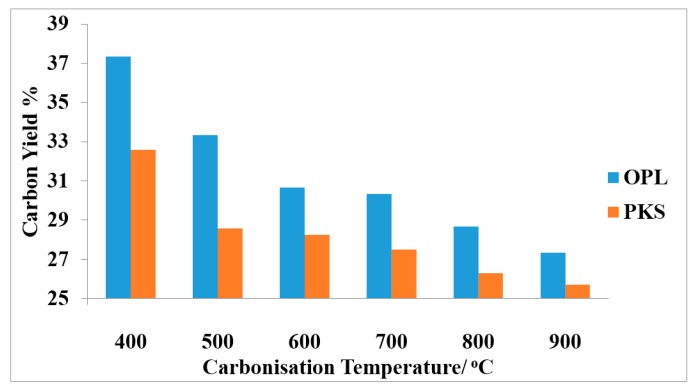 Carbon Yield %
39
37
35
33
31
29
27
25
400 500 600 700 800 900
Carbonisation Temperature/ ºC
OPL
PKS